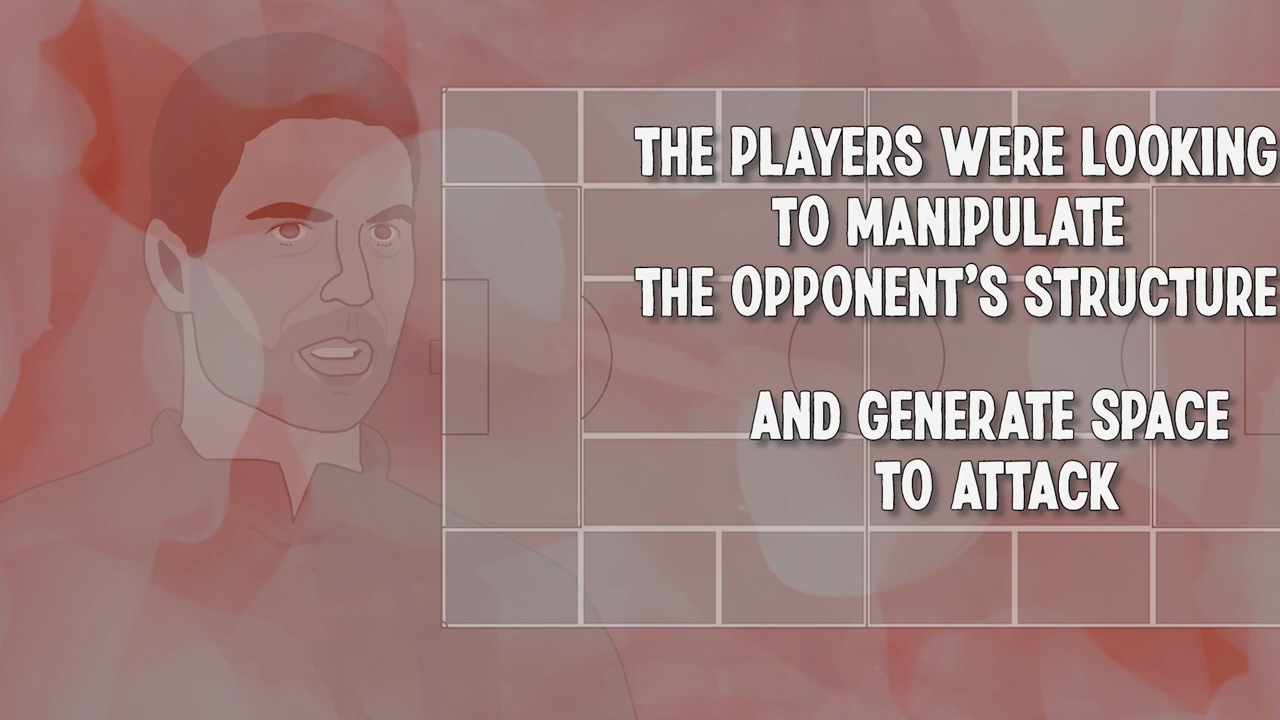 THE PLAYERS WERE LOOKING
TO MANIPULATE
THE OPPONENT'S STRUCTURE
AND GENERATE SPACE
TO ATTACK